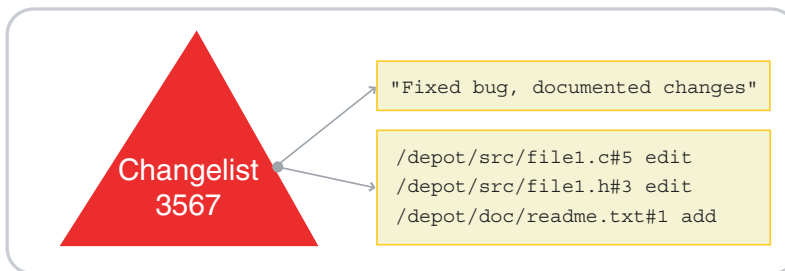 Changelist
3567
"Fixed bug, documented changes"
/depot/src/file1.c#5 edit
/depot/src/file1.h#3 edit
/depot/doc/readme.txt#1 add